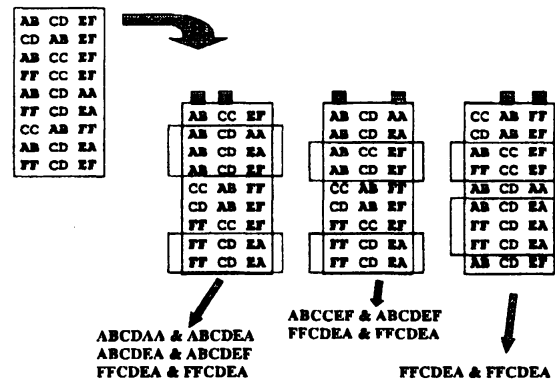 AB CD EF
CD AB EF
AB CC EF
FF CC EF
AB CD AA
FF CD EA
CC AB FF
AB CD EA
FF CD EF
AB CC EF
AB CD AA
AB CD EA
AB CD EF
CC AB FF
CD AB EF
FF CC EF
FF CD EA
FF CD EA
ABCDAA & ABCDEA
ABCDEA & ABCDEF
FFCDEA & FFCDEA
AB CD AA
AB CD EA
AB CC EF
AB CD EF
CC AB FF
CD AB EF
FF CC EF
FF CD EA
FF CD EA
ABCCEF & ABCDEF
FFCDEA & FFCDEA
CC AB FF
CD AB EF
AB CC EF
FF CC EF
AB CD AA
AB CD EA
FF CD EA
FF CD EA
AB CD EF
FFCDEA & FFCDEA